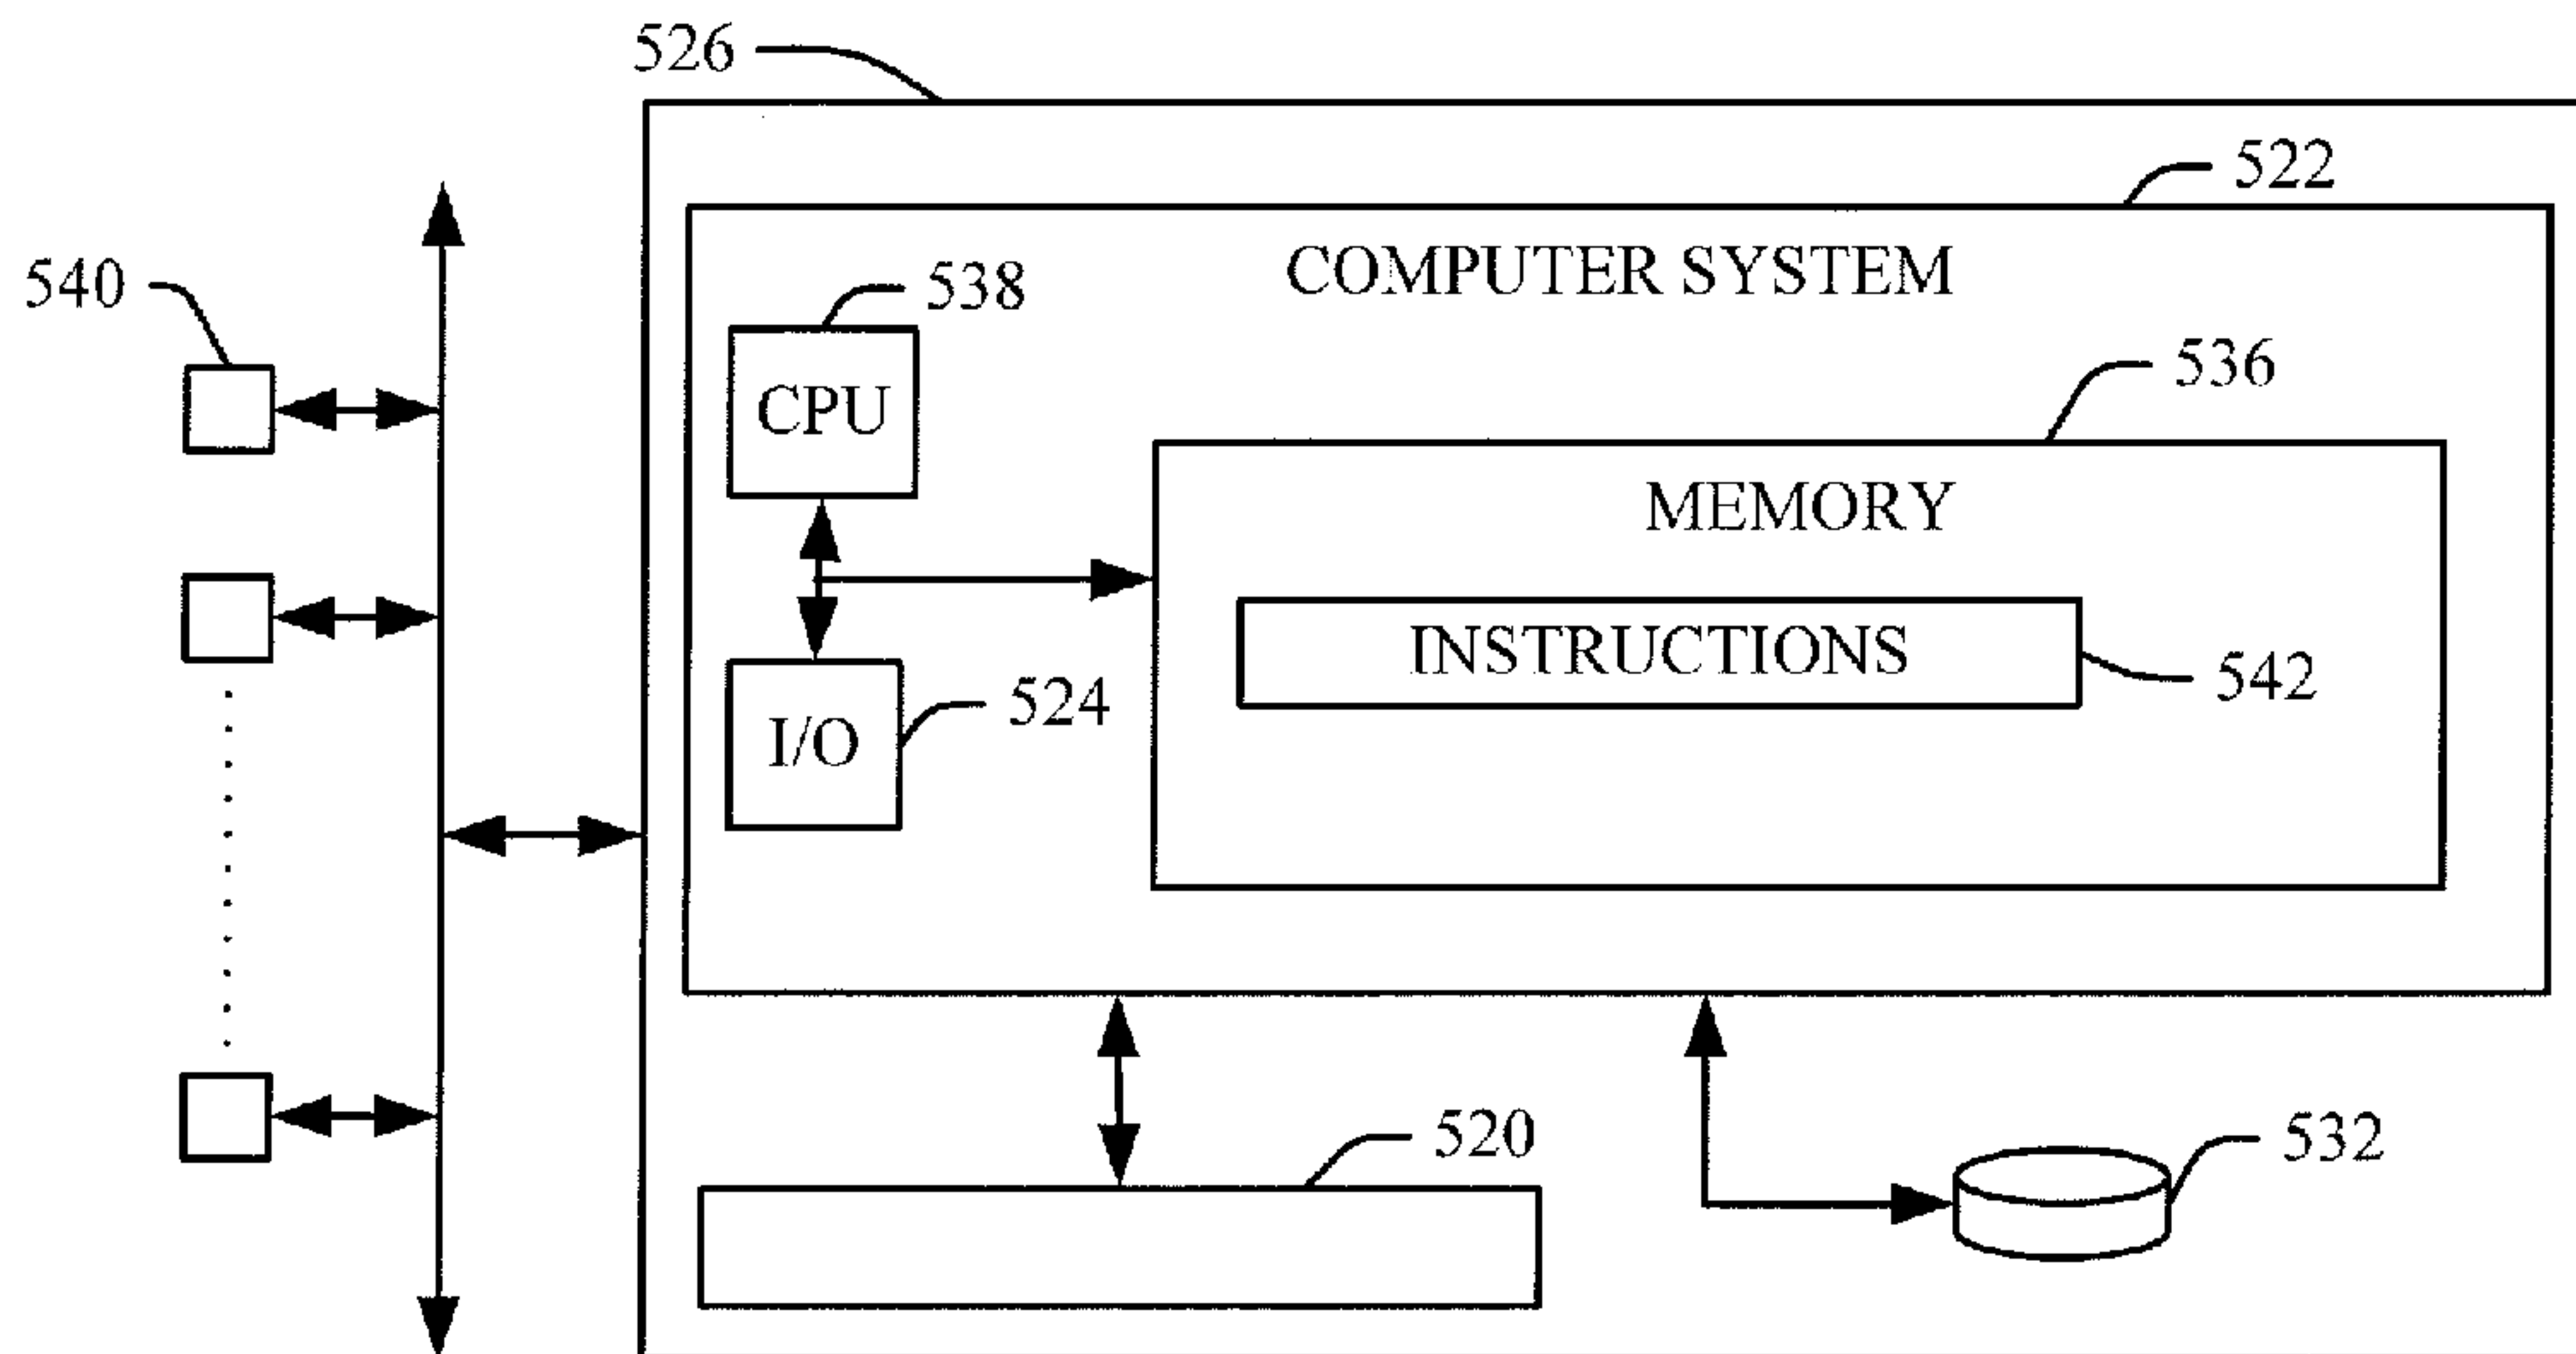 526
522
COMPUTER SYSTEM
540
538
536
CPU
MEMORY
INSTRUCTIONS
542
524
I/O
520
532